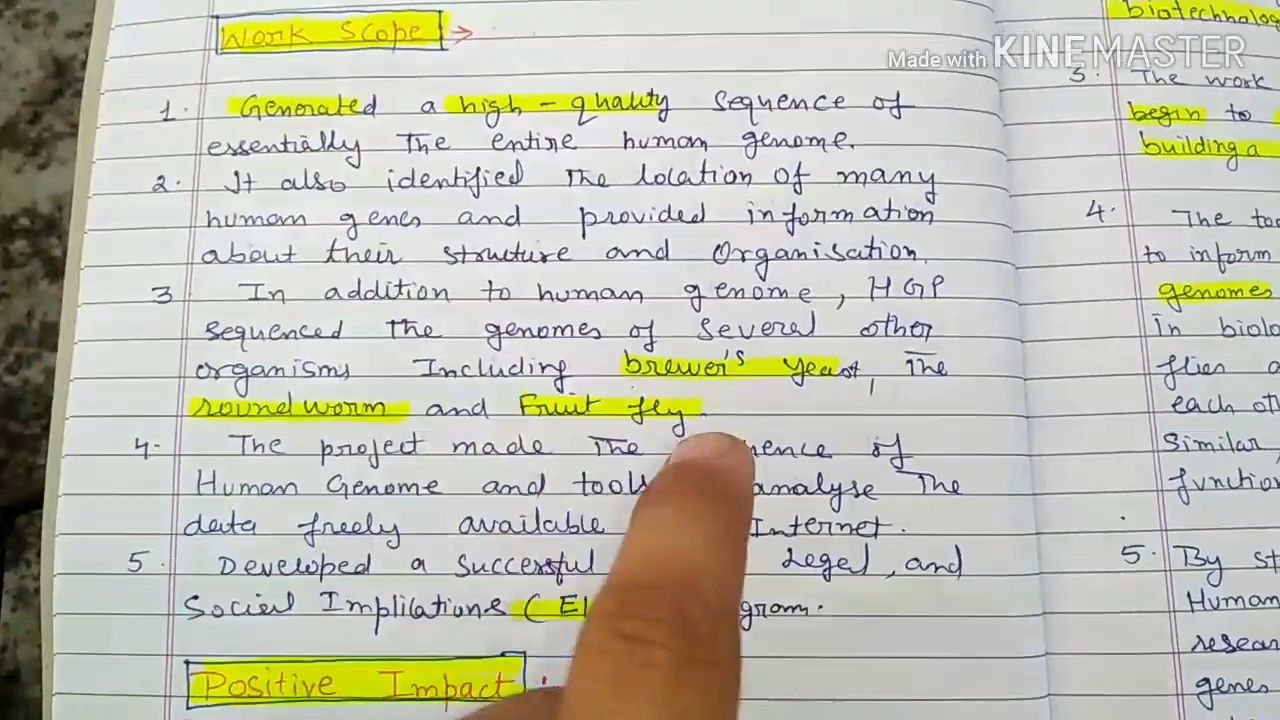 Work Scope →
Made with KINEMASTER
1. Generated a high-quality sequence of
essentially the entire human genome.
2. It also identified the location of many
human genes and provided information
about their structure and Organisation.
3 In addition to human genome, HGP
sequenced the genomes of several other
organisms Including brewer's yeast, the
roundworm and Fruit fly.
4. The project made the of
Human Genome and tools analyse the
data freely available Internet.
5. Developed a successful Legal, and
Social Implications (
Positive Impact :
3. The work
begin to
building a
4. The to
to inform
genomes
in biolo
flies
each ot
Similar
function
5. By st
Human
resear
genes